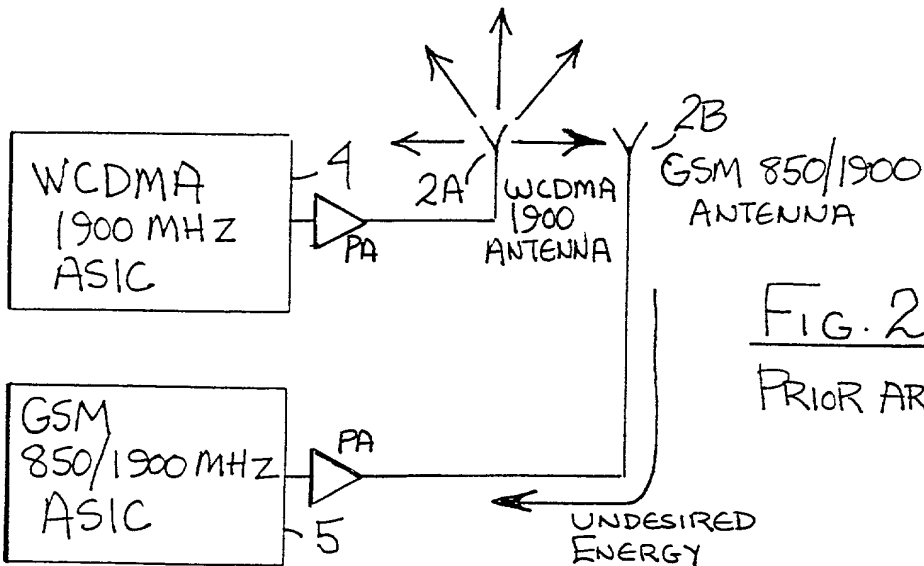 WCDMA
1900 MHZ
ASIC
4
PA
2A
WCDMA
1900
ANTENNA
2B
GSM 850/1900
ANTENNA
FIG. 2
PRIOR AR
GSM
850/1900 MHZ
ASIC
5
PA
UNDESIRED
ENERGY